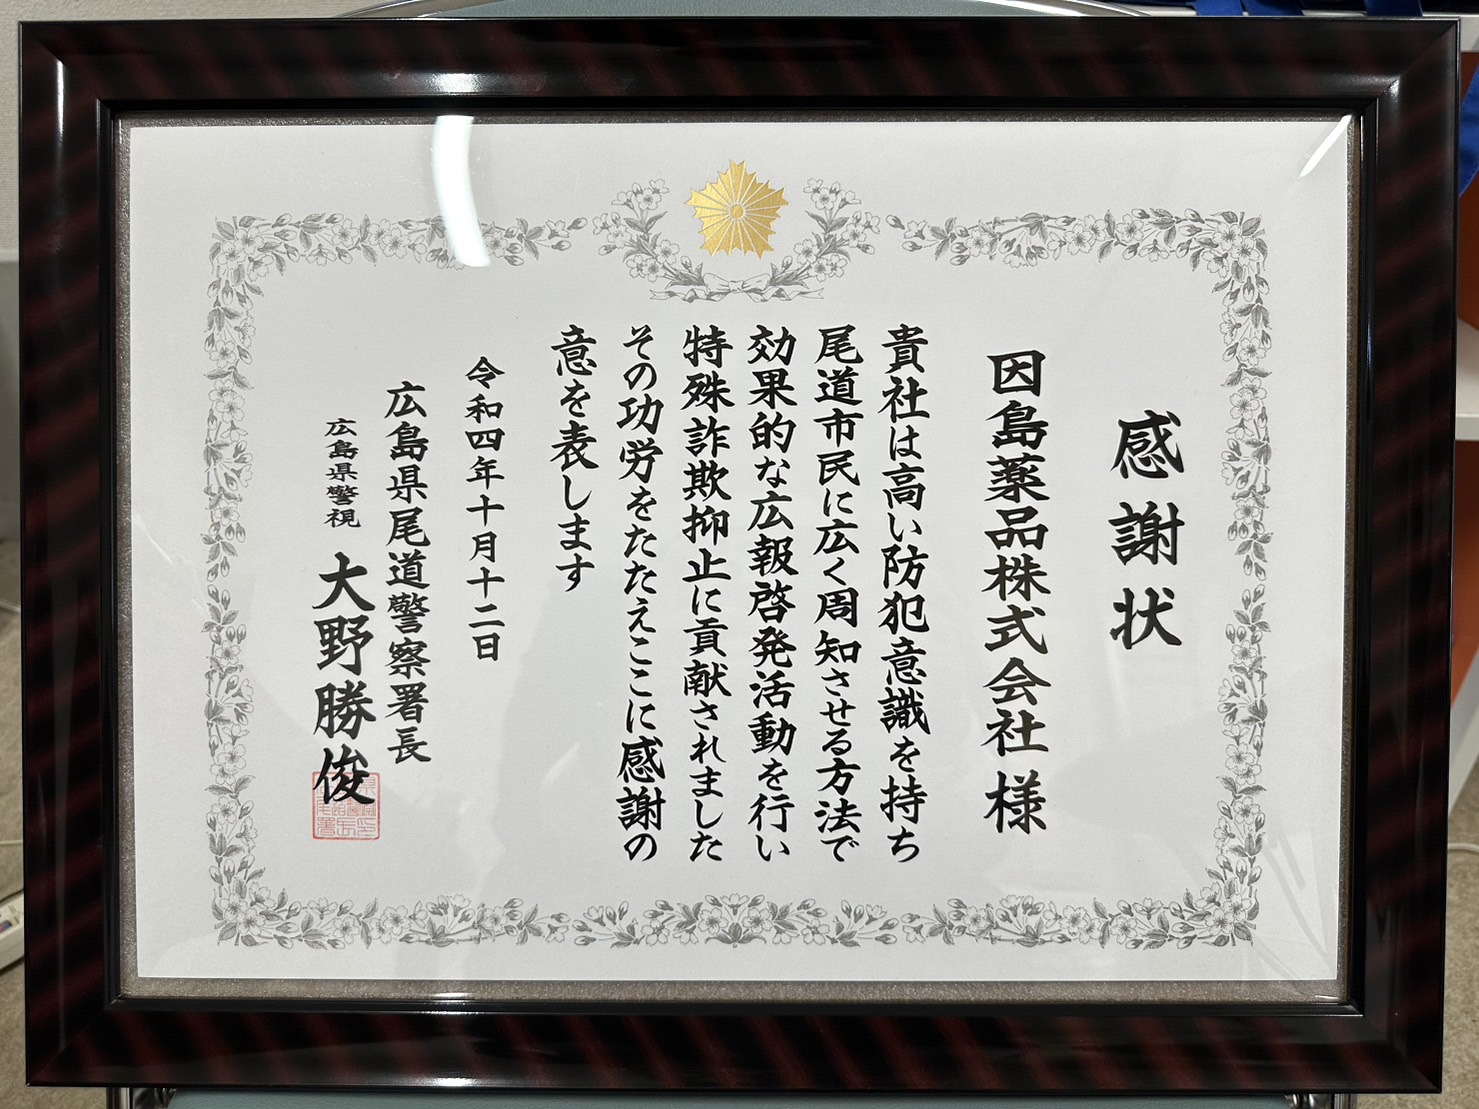 感謝状
因島薬品株式会社 様
貴社は高い防犯意識を持ち
尾道市民に広く周知させる方法で
効果的な広報啓発活動を行い
特殊詐欺抑止に貢献されました
その功労をたたえここに感謝の
意を表します
令和四年十月十二日
広島県尾道警察署長
広島県警視 大野勝俊